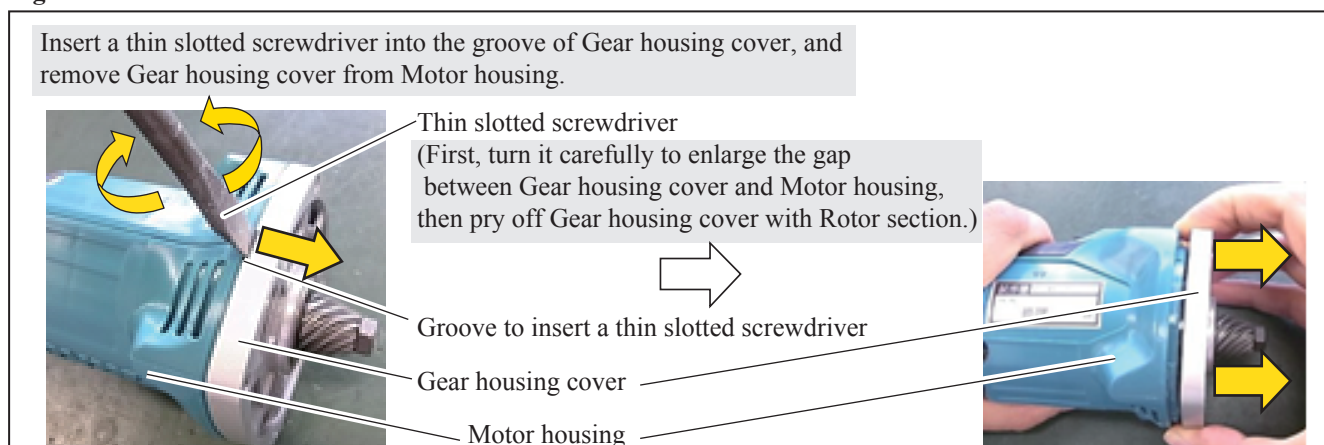 Insert a thin slotted screwdriver into the groove of Gear housing cover, and
remove Gear housing cover from Motor housing.
Thin slotted screwdriver
(First, turn it carefully to enlarge the gap
between Gear housing cover and Motor housing,
then pry off Gear housing cover with Rotor section.)
Groove to insert a thin slotted screwdriver
Gear housing cover
Motor housing